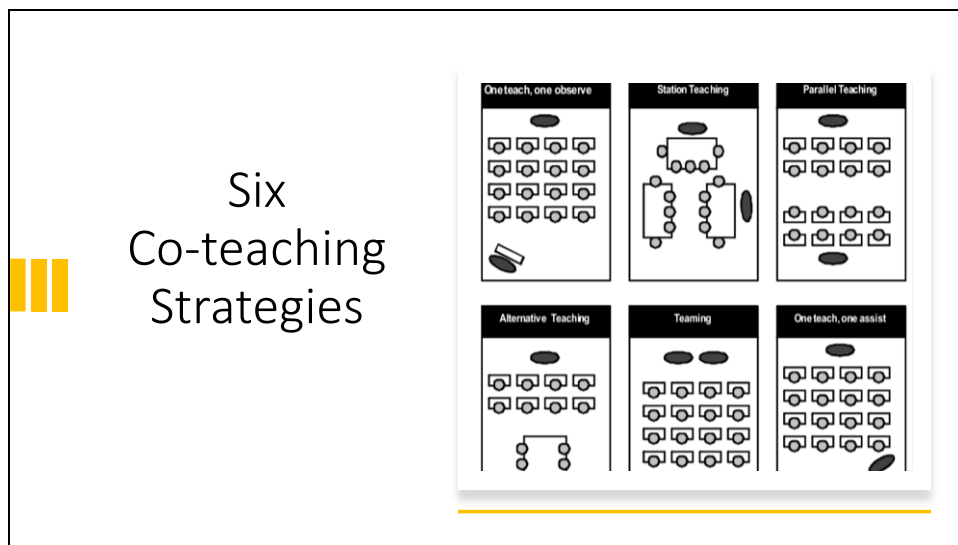 Six
Co-teaching
Strategies
One teach, one observe
Station Teaching
Parallel Teaching
Alternative Teaching
Teaming
One teach, one assist